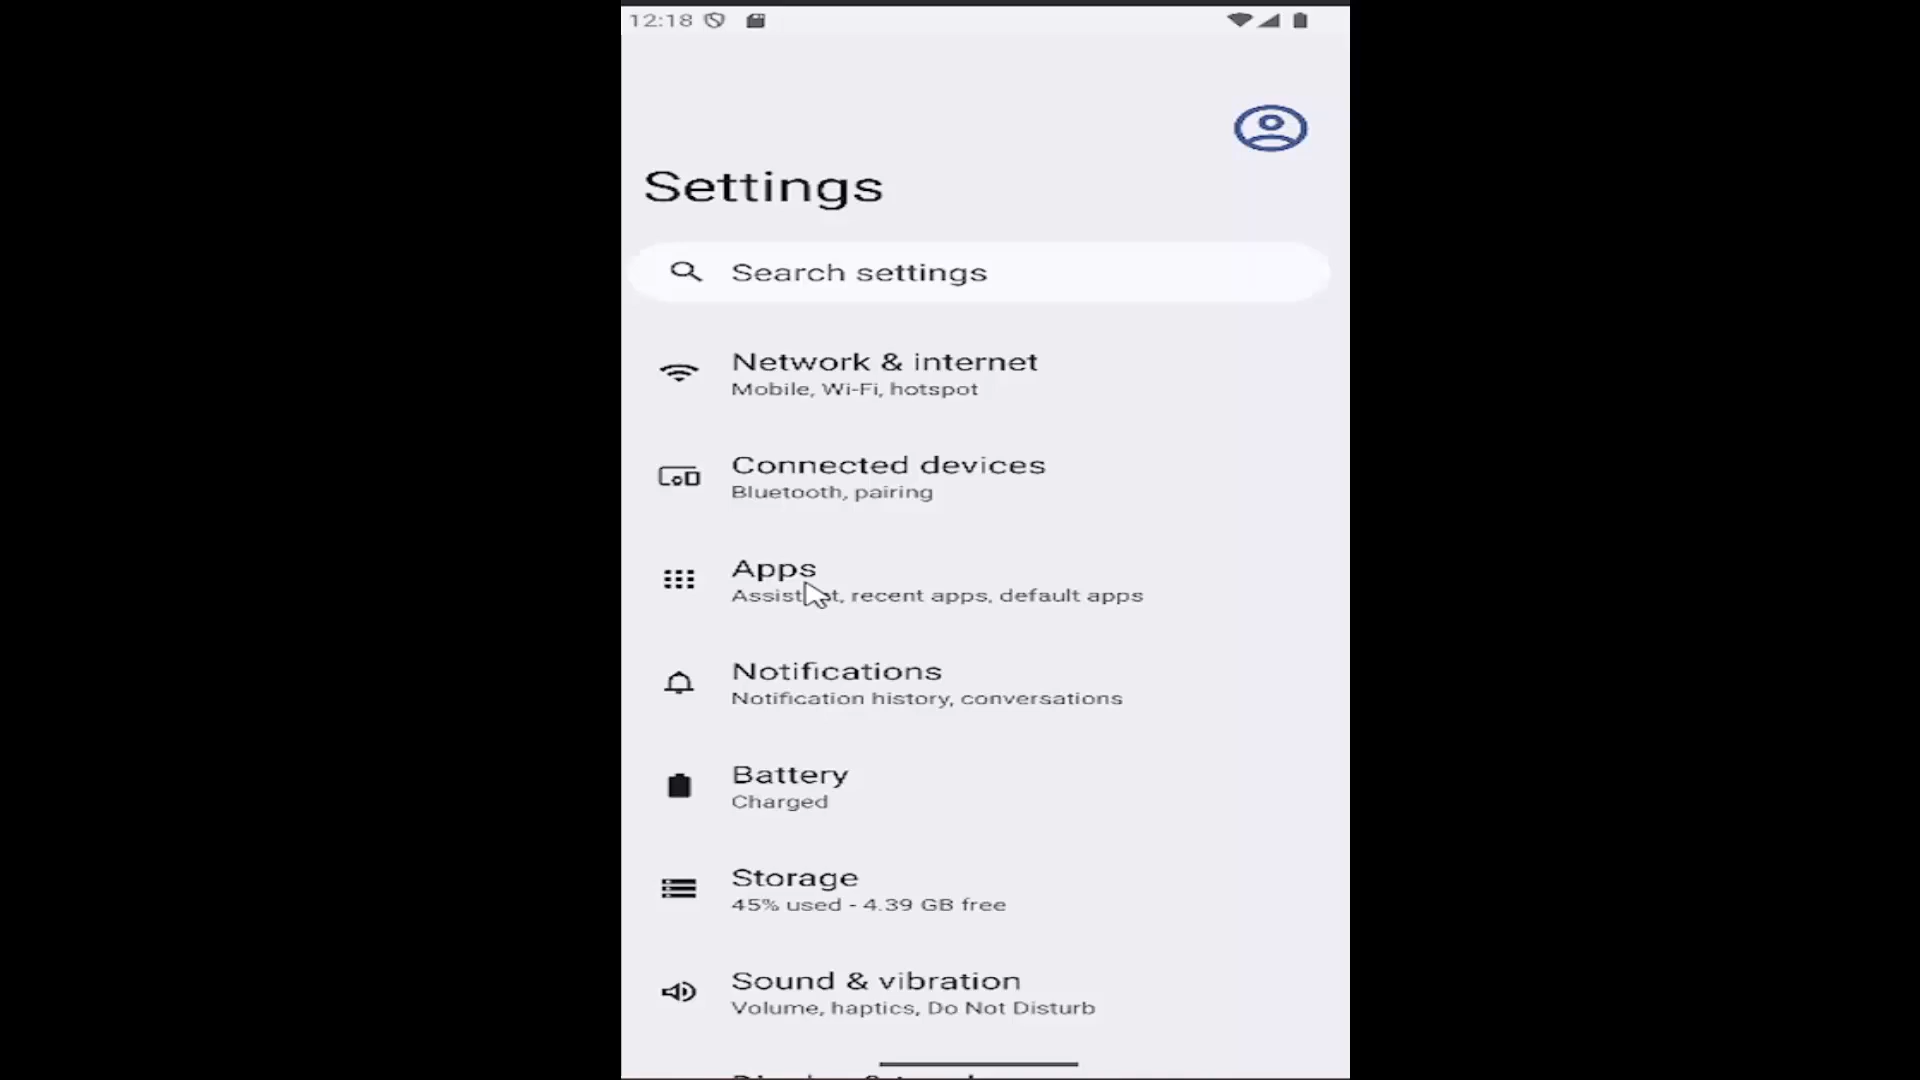 12:18
Settings
Search settings
Network & internet
Mobile, Wi-Fi, hotspot
Connected devices
Bluetooth, pairing
Apps
recent apps, default apps
Notifications
Notification history, conversations
Battery
Charged
Storage
45% used - 4.39 GB free
Sound & vibration
Volume, haptics, Do Not Disturb